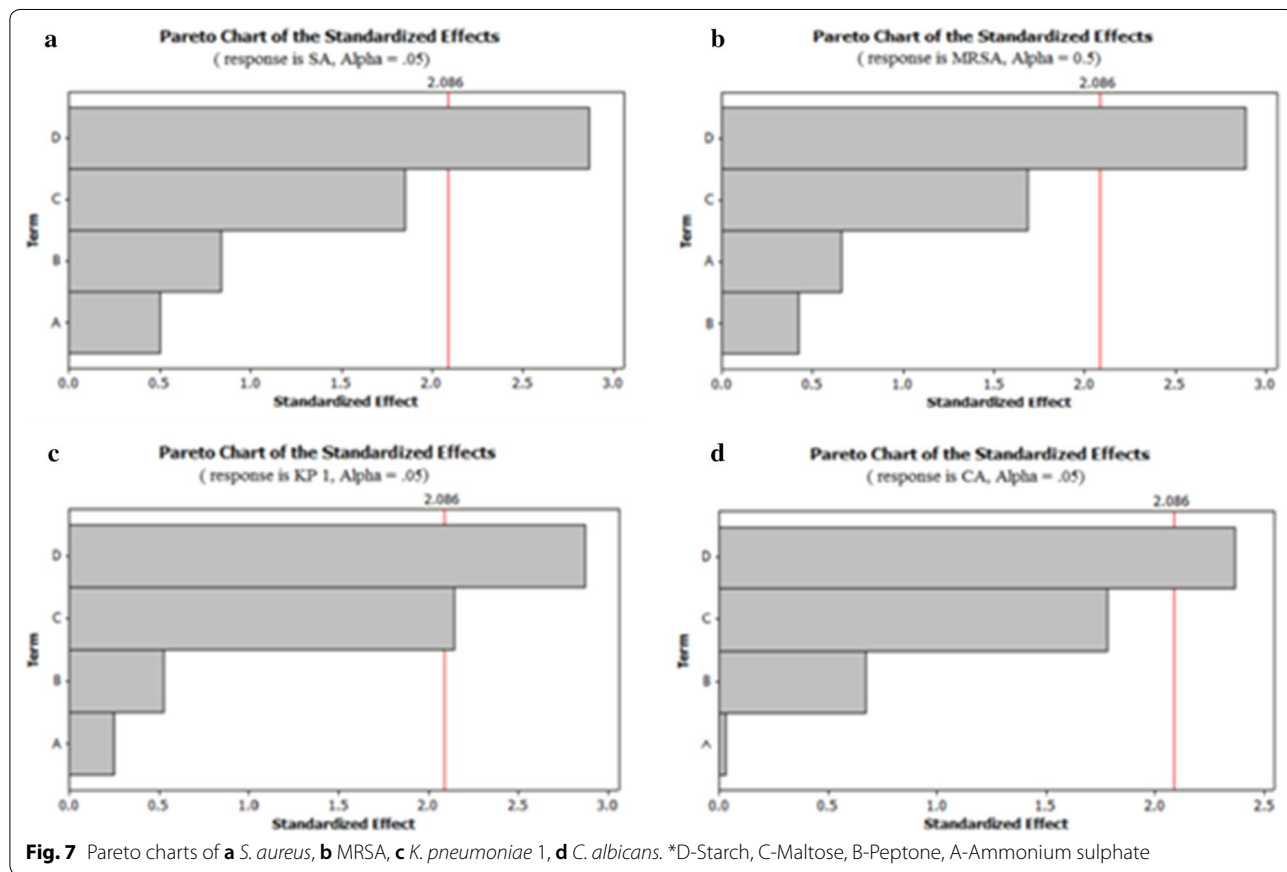 a
Pareto Chart of the Standardized Effects
( response is SA, Alpha = .05)
2.086
D
C
B
A
Term
0.0 0.5 1.0 1.5 2.0 2.5 3.0
Standardized Effect
b
Pareto Chart of the Standardized Effects
( response is MRSA, Alpha = 0.5)
2.086
D
C
A
B
Term
0.0 0.5 1.0 1.5 2.0 2.5 3.0
Standardized Effect
c
Pareto Chart of the Standardized Effects
( response is KP 1, Alpha = .05)
2.086
D
C
B
A
Term
0.0 0.5 1.0 1.5 2.0 2.5 3.0
Standardized Effect
d
Pareto Chart of the Standardized Effects
( response is CA, Alpha = .05)
2.086
D
C
B
A
Term
0.0 0.5 1.0 1.5 2.0 2.5
Standardized Effect
Fig. 7 Pareto charts of a S. aureus, b MRSA, c K. pneumoniae 1, d C. albicans. *D-Starch, C-Maltose, B-Peptone, A-Ammonium sulphate